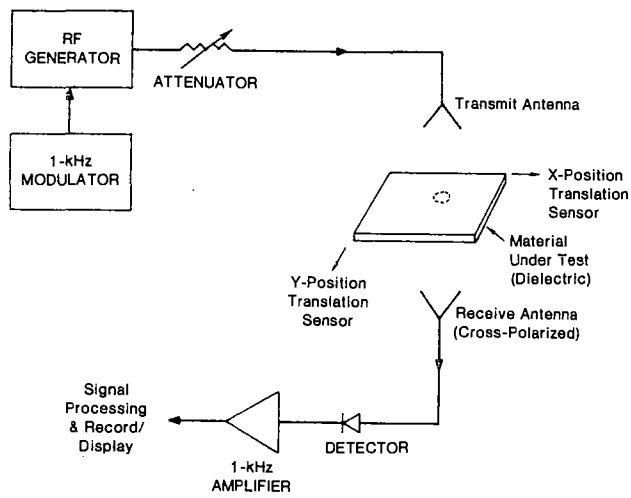 RF
GENERATOR
ATTENUATOR
1-kHz
MODULATOR
Transmit Antenna
X-Position
Translation
Sensor
Material
Under Test
(Dielectric)
Y-Position
Translation
Sensor
Receive Antenna
(Cross-Polarized)
Signal
Processing
& Record/
Display
1-kHz
AMPLIFIER
DETECTOR